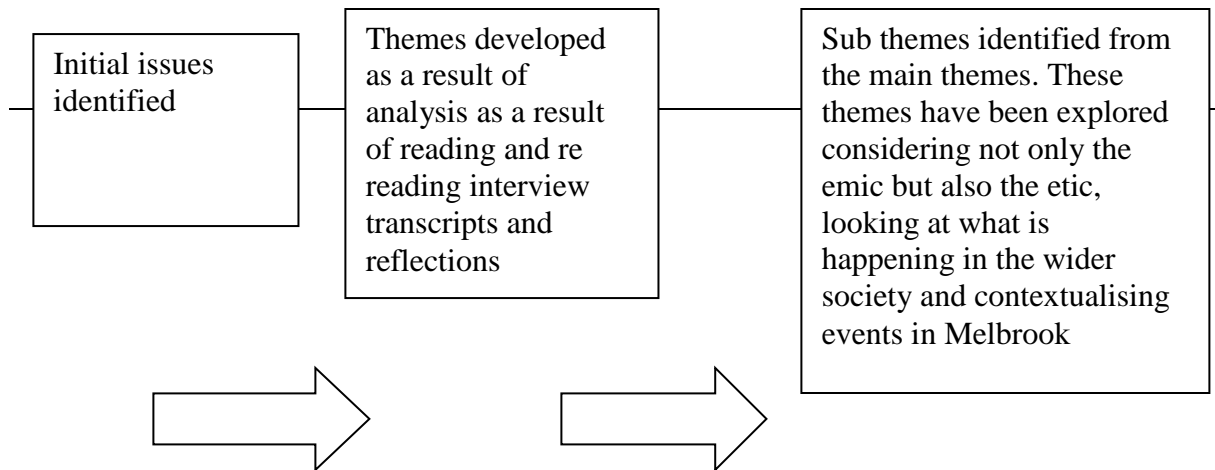 Initial issues
identified
Themes developed
as a result of
analysis as a result
of reading and re
reading interview
transcripts and
reflections
Sub themes identified from
the main themes. These
themes have been explored
considering not only the
emic but also the etic,
looking at what is
happening in the wider
society and contextualising
events in Melbrook